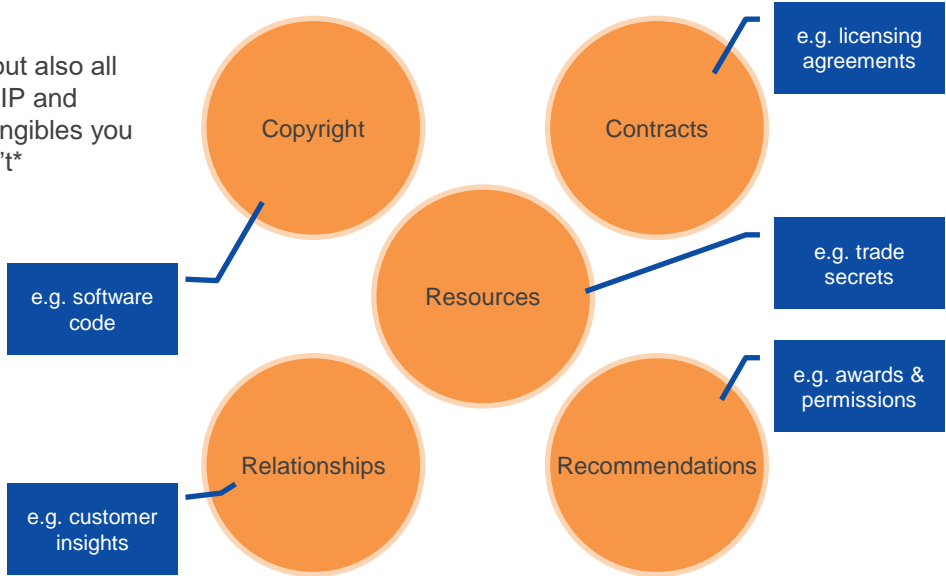 out also all
IP and
ngibles you
't*
Copyright
Contracts
e.g. licensing
agreements
Resources
e.g. trade
secrets
e.g. software
code
Relationships
Recommendations
e.g. awards &
permissions
e.g. customer
insights